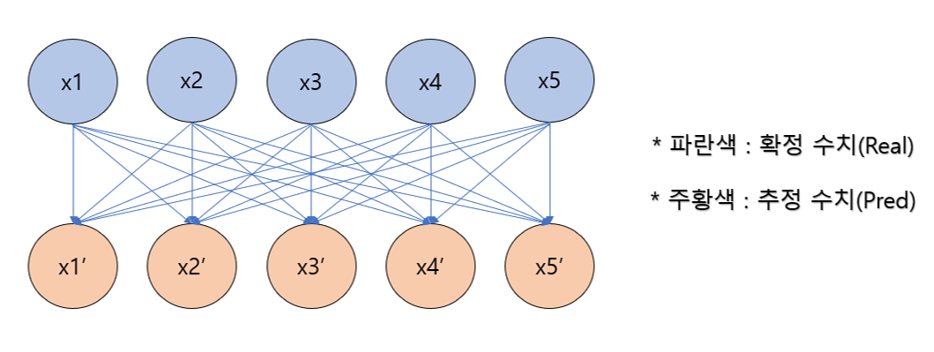 x1 x2 x3 x4 x5
* 파란색 : 확정 수치(Real)
* 주황색 : 추정 수치(Pred)
x1′ x2′ x3′ x4′ x5′